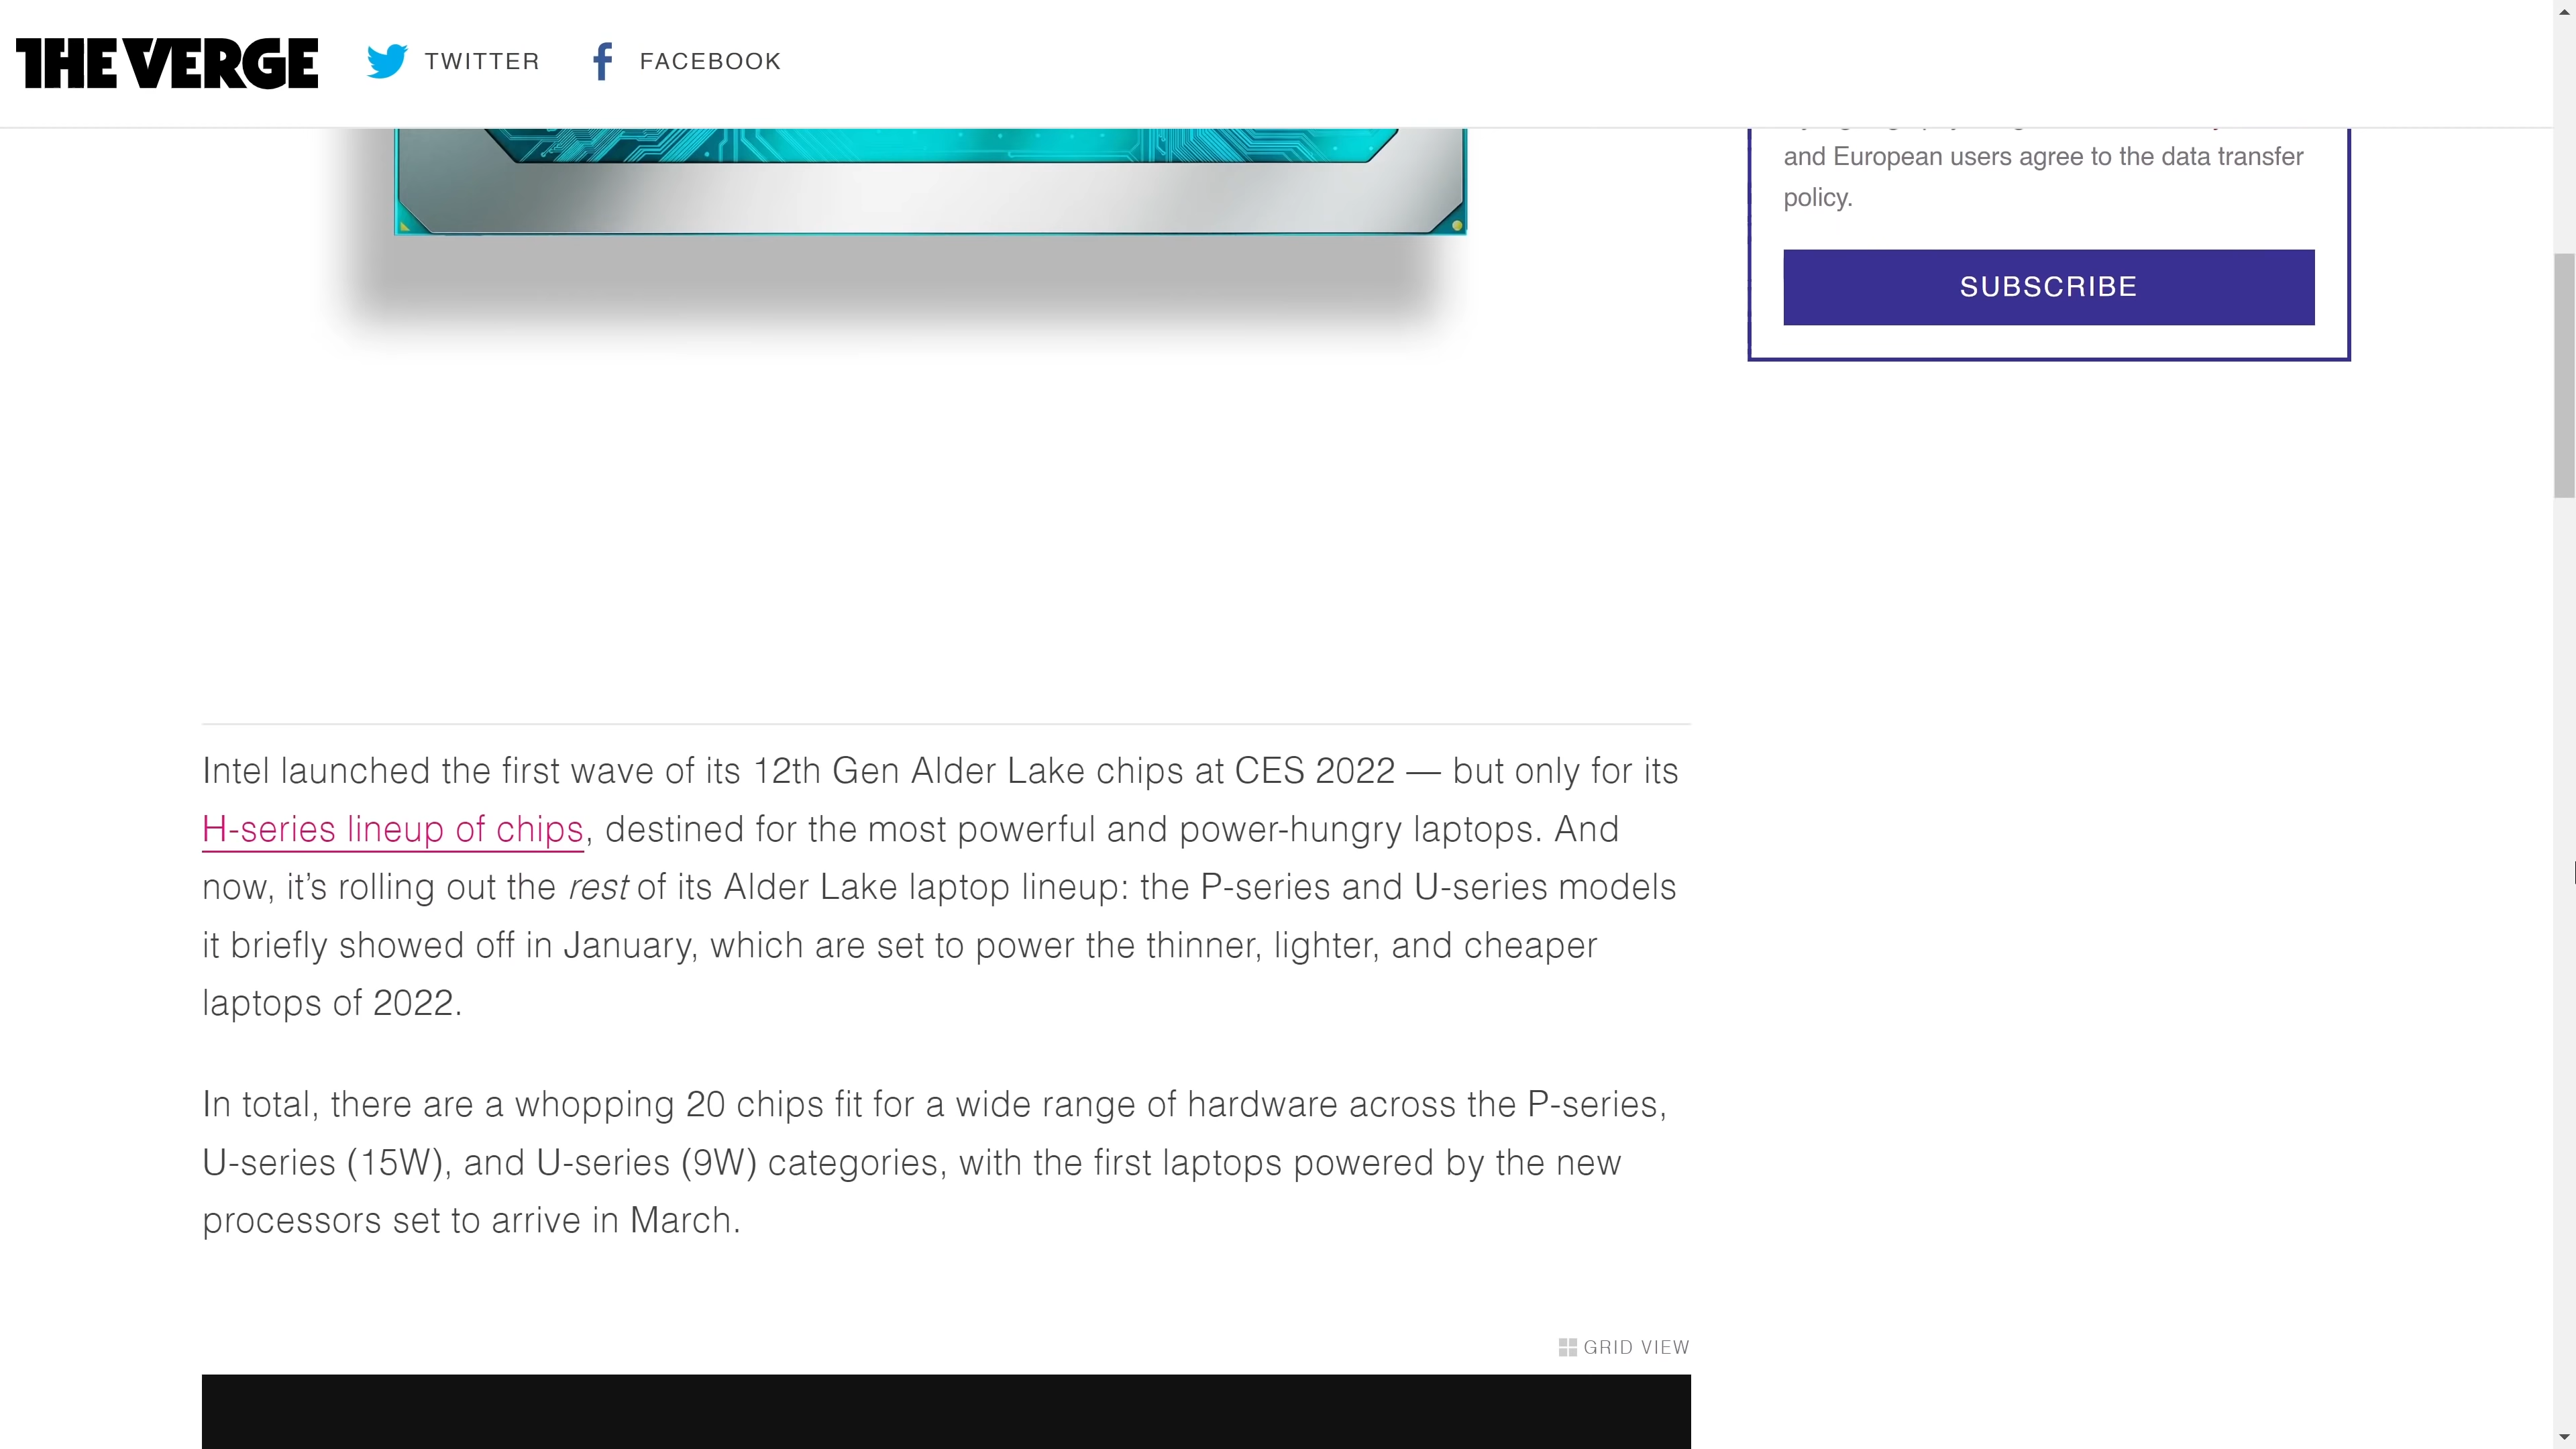 THE VERGE
TWITTER
FACEBOOK
and European users agree to the data transfer
policy.
SUBSCRIBE
Intel launched the first wave of its 12th Gen Alder Lake chips at CES 2022 — but only for its
H-series lineup of chips, destined for the most powerful and power-hungry laptops. And
now, it’s rolling out the rest of its Alder Lake laptop lineup: the P-series and U-series models
it briefly showed off in January, which are set to power the thinner, lighter, and cheaper
laptops of 2022.
In total, there are a whopping 20 chips fit for a wide range of hardware across the P-series,
U-series (15W), and U-series (9W) categories, with the first laptops powered by the new
processors set to arrive in March.
GRID VIEW